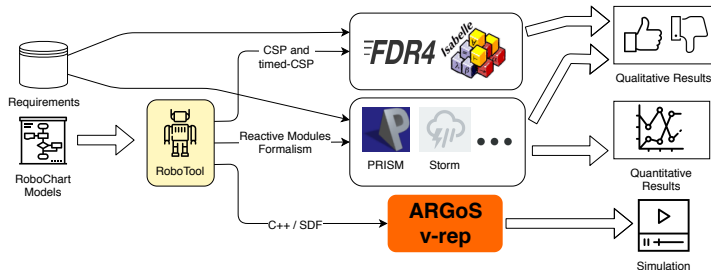 Requirements
RoboChart
Models
RoboTool
CSP and
timed-CSP
Reactive Modules
Formalism
C++ / SDF
FDR4
Isabelle
PRISM
Storm
ARGoS
v-rep
Qualitative Results
Quantitative
Results
Simulation